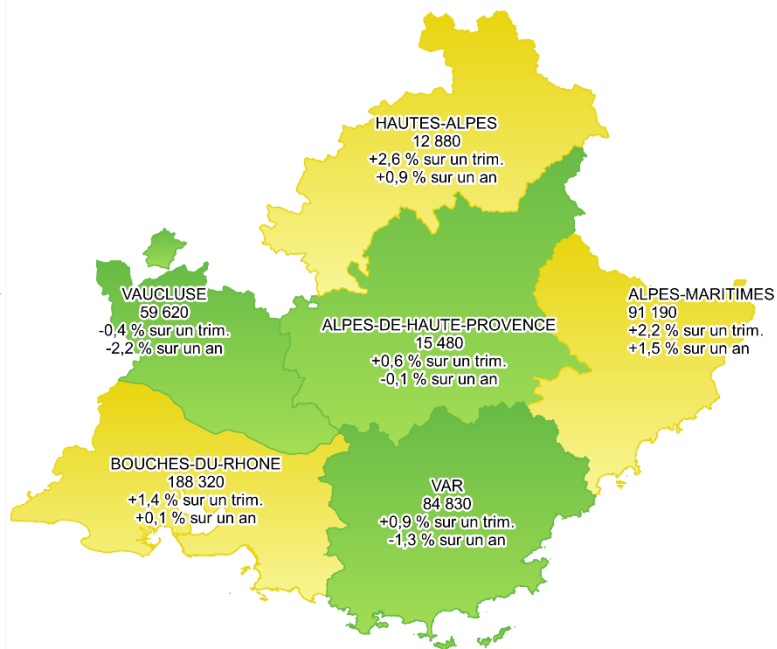 HAUTES-ALPES
12 880
+2,6 % sur un trim.
+0,9 % sur un an
VAUCLUSE
59 620
-0,4 % sur un trim.
-2,2 % sur un an
ALPES-DE-HAUTE-PROVENCE
15 480
+0,6 % sur un trim.
-0,1 % sur un an
ALPES-MARITIMES
91 190
+2,2 % sur un trim.
+1,5 % sur un an
BOUCHES-DU-RHONE
188 320
+1,4 % sur un trim.
+0,1 % sur un an
VAR
84 830
+0,9 % sur un trim.
-1,3 % sur un an